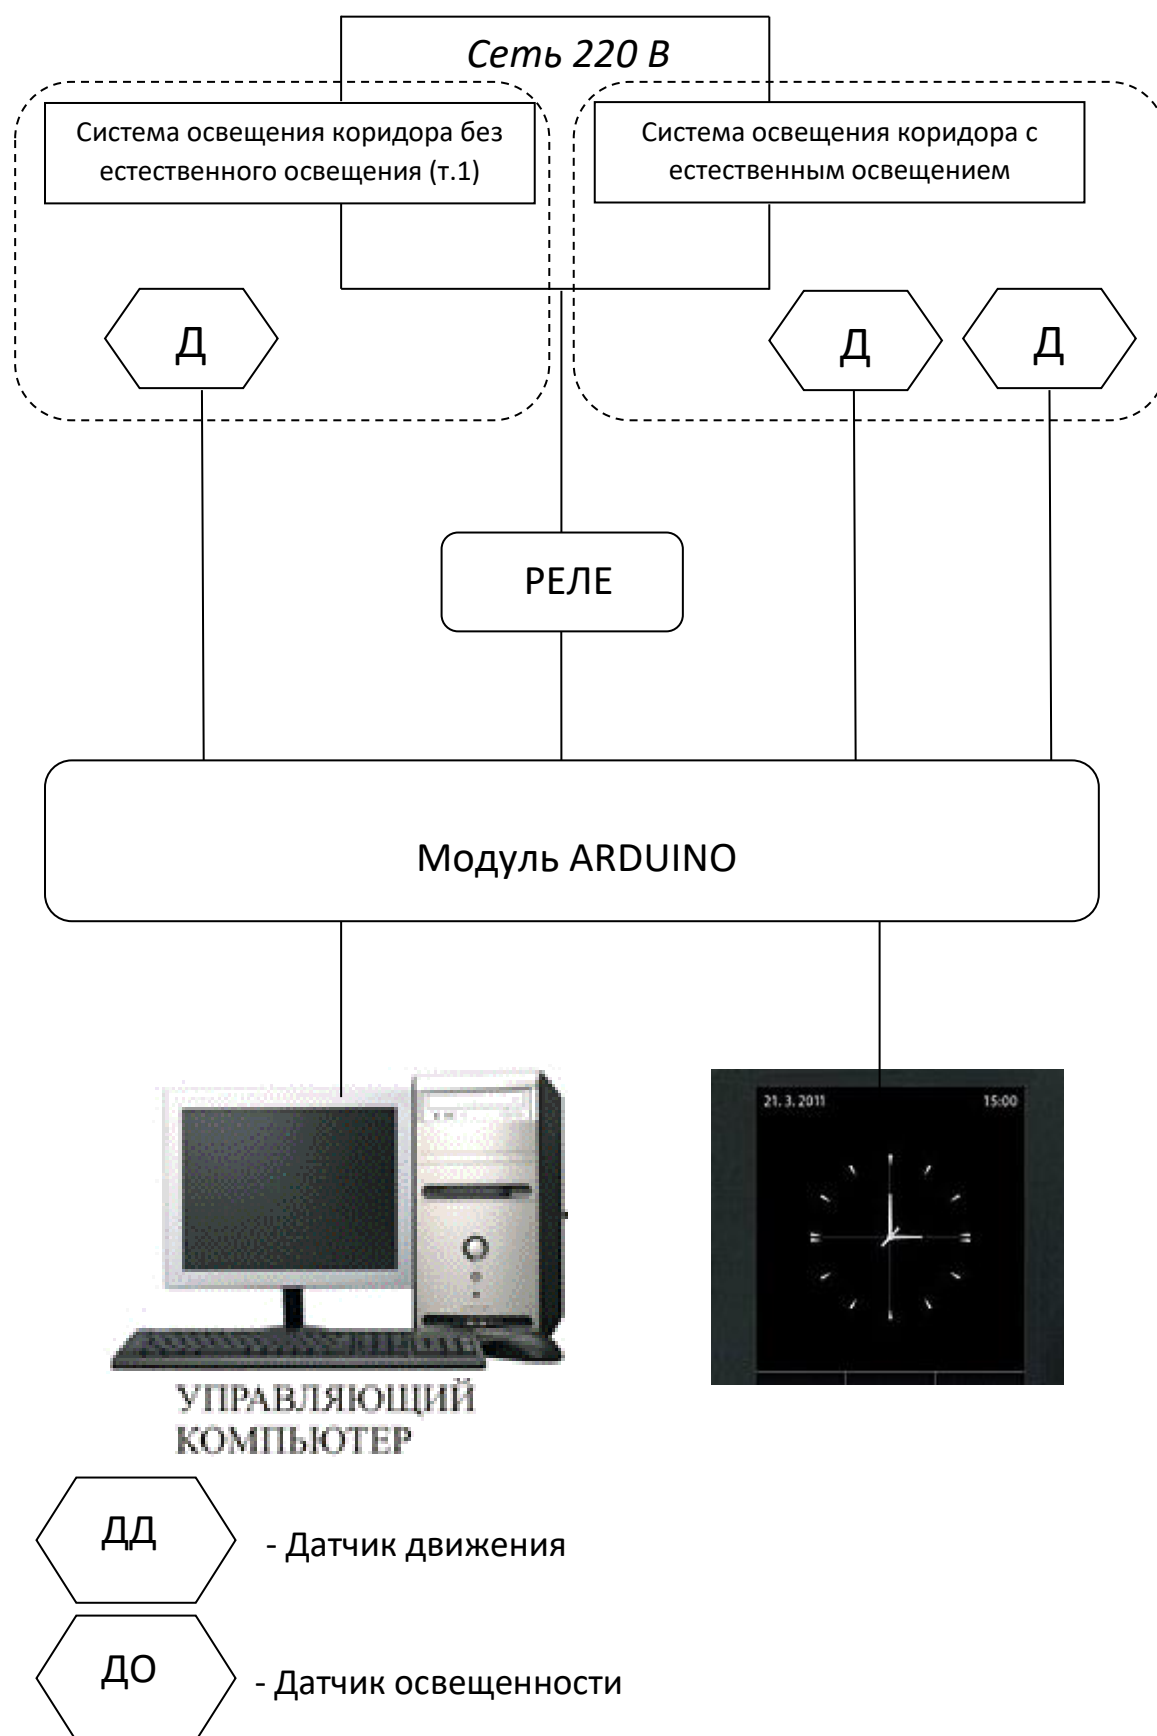 Сеть 220 В
Система освещения коридора без
естественного освещения (т.1)
Система освещения коридора с
естественным освещением
Д
Д
Д
РЕЛЕ
Модуль ARDUINO
21.3.2011
15:00
УПРАВЛЯЮЩИЙ
КОМПЬЮТЕР
ДД
- Датчик движения
ДО
- Датчик освещенности